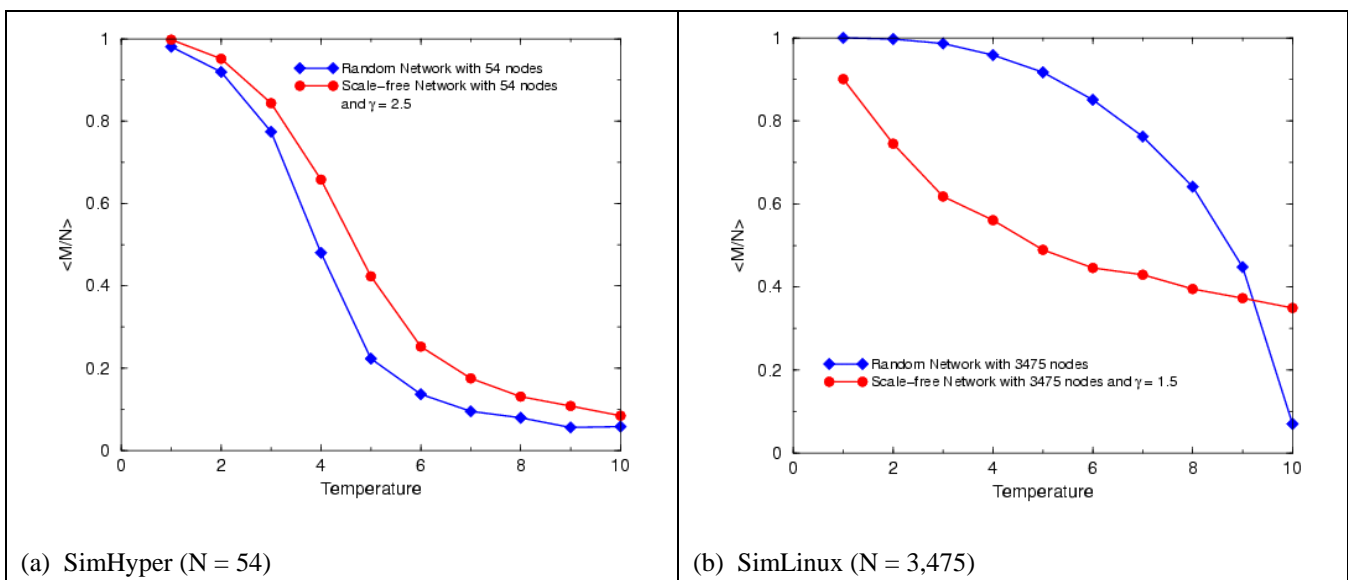 Random Network with 54 nodes
Scale-free Network with 54 nodes
and γ = 2.5
<M/N>
1
0.8
0.6
0.4
0.2
0
0 2 4 6 8 10
Temperature
(a) SimHyper (N = 54)
<M/N>
1
0.8
0.6
0.4
0.2
0
Random Network with 3475 nodes
Scale-free Network with 3475 nodes and γ = 1.5
0 2 4 6 8 10
Temperature
(b) SimLinux (N = 3,475)